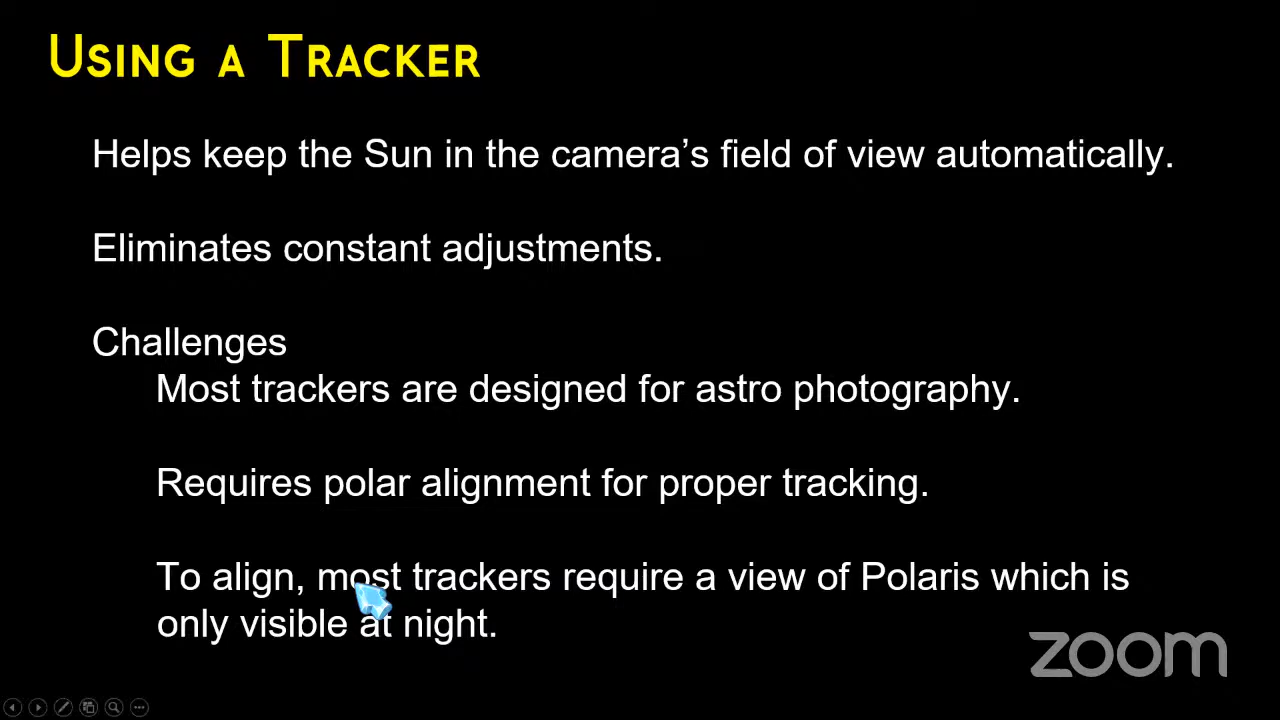 USING A TRACKER
Helps keep the Sun in the camera’s field of view automatically.
Eliminates constant adjustments.
Challenges
Most trackers are designed for astro photography.
Requires polar alignment for proper tracking.
To align, most trackers require a view of Polaris which is
only visible at night.
zoom